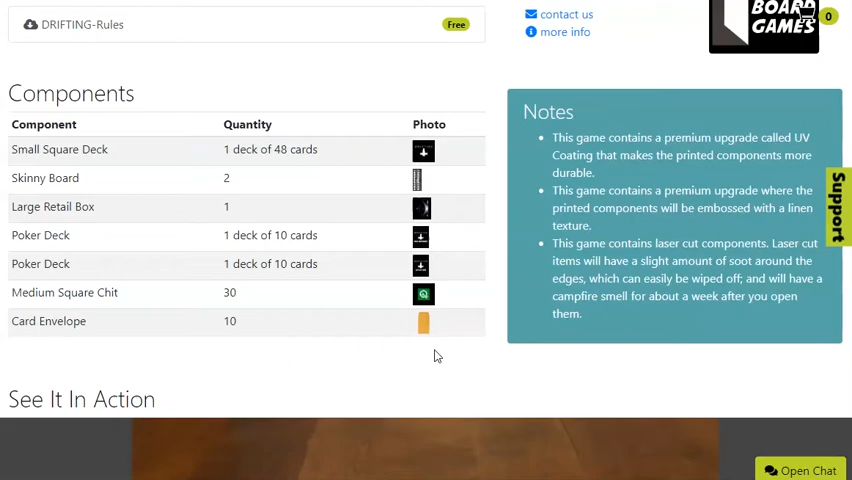 DRIFTING-Rules
Free
contact us
more info
BOARD
GAMES
0
Components
Component Quantity Photo
Small Square Deck 1 deck of 48 cards
Skinny Board 2
Large Retail Box 1
Poker Deck 1 deck of 10 cards
Poker Deck 1 deck of 10 cards
Medium Square Chit 30
Card Envelope 10
Notes
This game contains a premium upgrade called UV
Coating that makes the printed components more
durable.
This game contains a premium upgrade where the
printed components will be embossed with a linen
texture.
This game contains laser cut components. Laser cut
items will have a slight amount of soot around the
edges, which can easily be wiped off; and will have a
campfire smell for about a week after you open
them.
Support
See It In Action
Open Chat